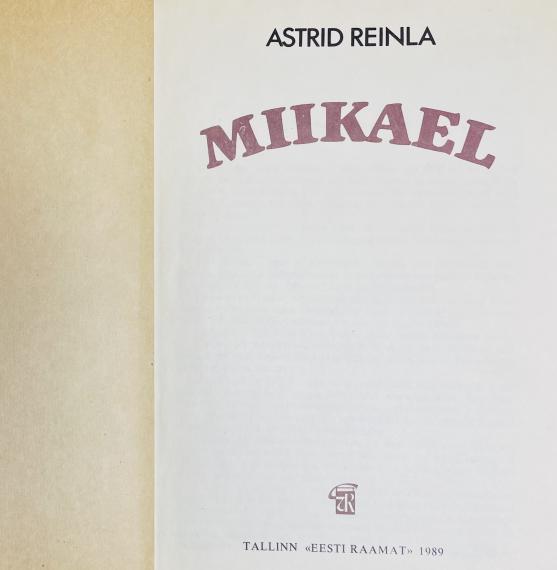 ASTRID REINLA
MIIKAEL
TALLINN «EESTI RAAMAT» 1989